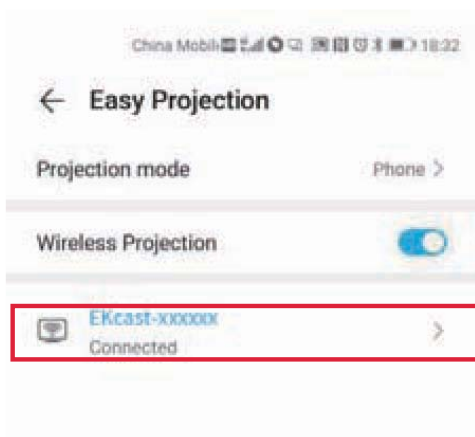 China Mobile 18:32
← Easy Projection
Projection mode Phone >
Wireless Projection
EKcast-xxxxxx >
Connected